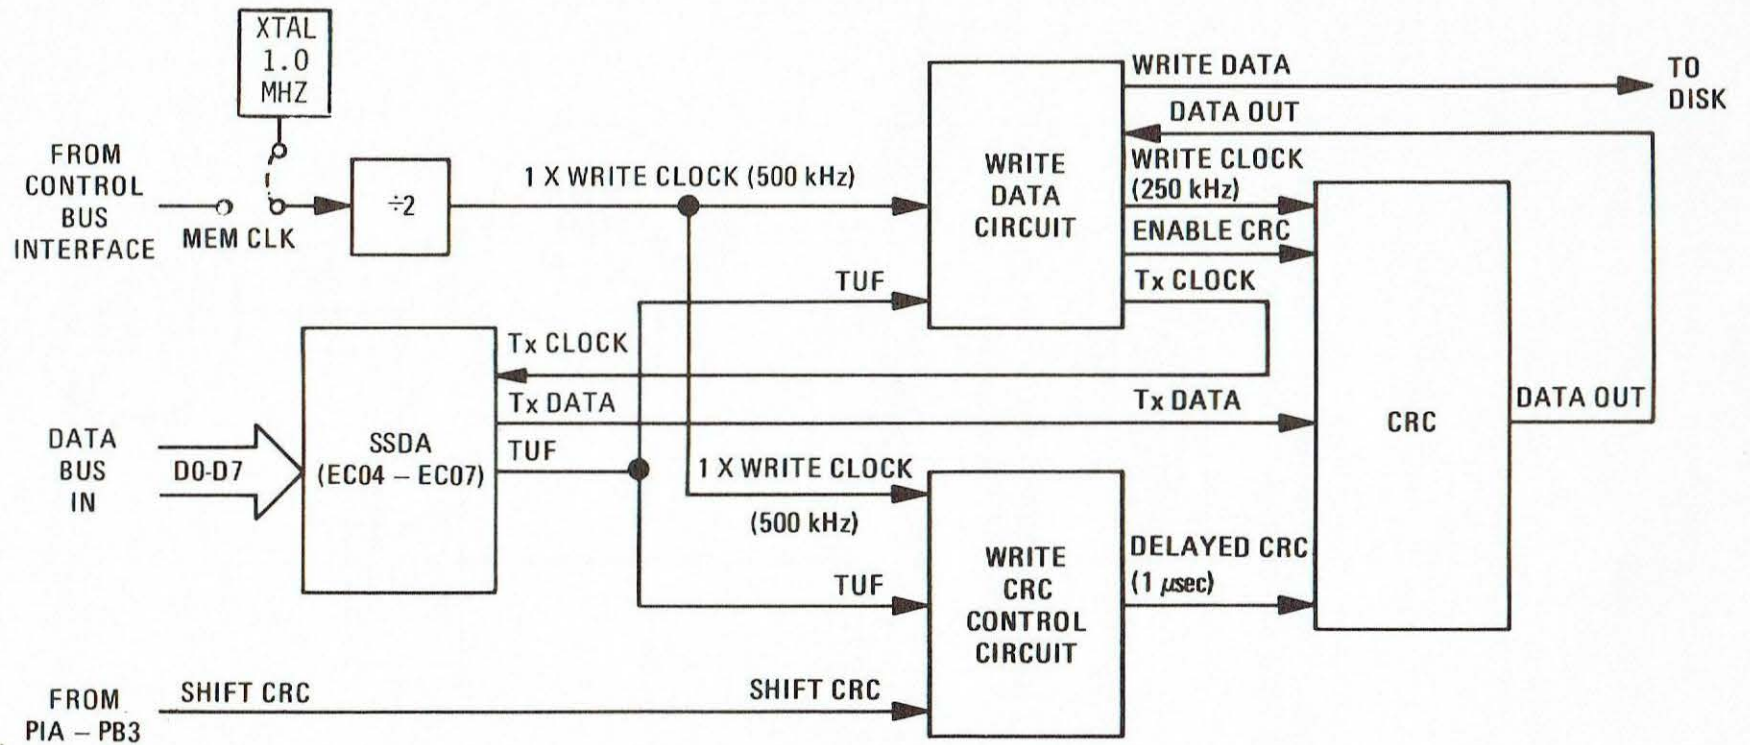 XTAL
1.0
MHZ
FROM
CONTROL
BUS
INTERFACE
MEM CLK
÷2
1 X WRITE CLOCK (500 kHz)
WRITE
DATA
CIRCUIT
WRITE DATA
TO
DISK
DATA OUT
WRITE CLOCK
(250 kHz)
ENABLE CRC
Tx CLOCK
TUF
Tx CLOCK
Tx DATA
TUF
DATA
BUS
IN
D0-D7
SSDA
(EC04 – EC07)
Tx DATA
CRC
DATA OUT
1 X WRITE CLOCK
(500 kHz)
TUF
WRITE
CRC
CONTROL
CIRCUIT
DELAYED CRC
(1 μsec)
FROM
PIA – PB3
SHIFT CRC
SHIFT CRC